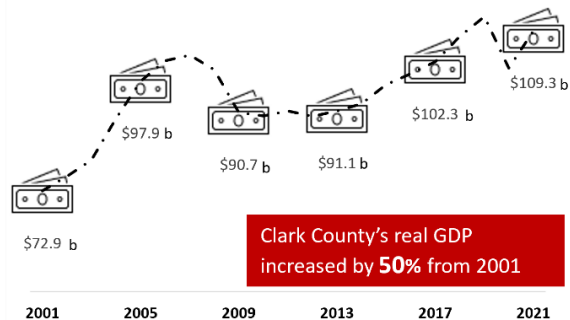 $109.3 b
$102.3 b
$97.9 b
$90.7 b
$91.1 b
$72.9 b
Clark County’s real GDP
increased by 50% from 2001
2001 2005 2009 2013 2017 2021